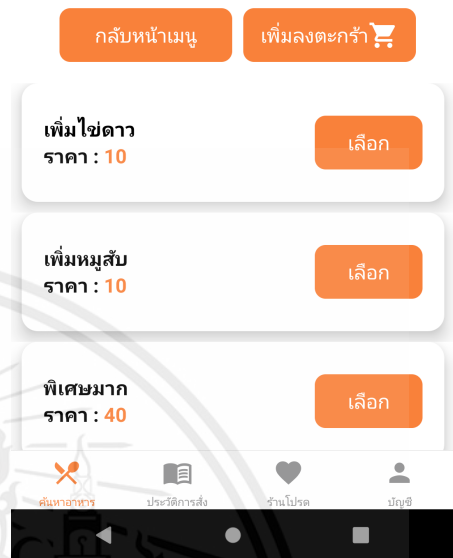 กลับหน้าเมนู
เพิ่มลงตะกร้า
เพิ่มไข่ดาว
ราคา : 10
เลือก
เพิ่มหมูสับ
ราคา : 10
เลือก
พิเศษมาก
ราคา : 40
เลือก
ค้นหาอาหาร
ประวัติการสั่ง
ร้านโปรด
บัญชี